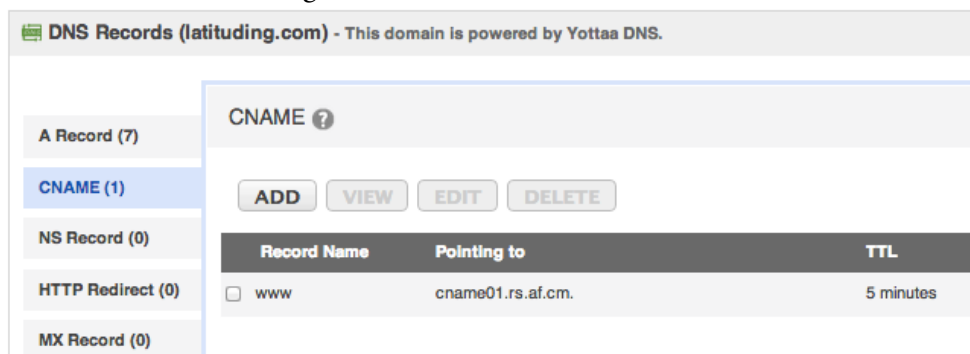 DNS Records (latituding.com) - This domain is powered by Yottaa DNS.
A Record (7)
CNAME (1)
NS Record (0)
HTTP Redirect (0)
MX Record (0)
CNAME ?
ADD VIEW EDIT DELETE
Record Name Pointing to TTL
www cname01.rs.af.cm. 5 minutes